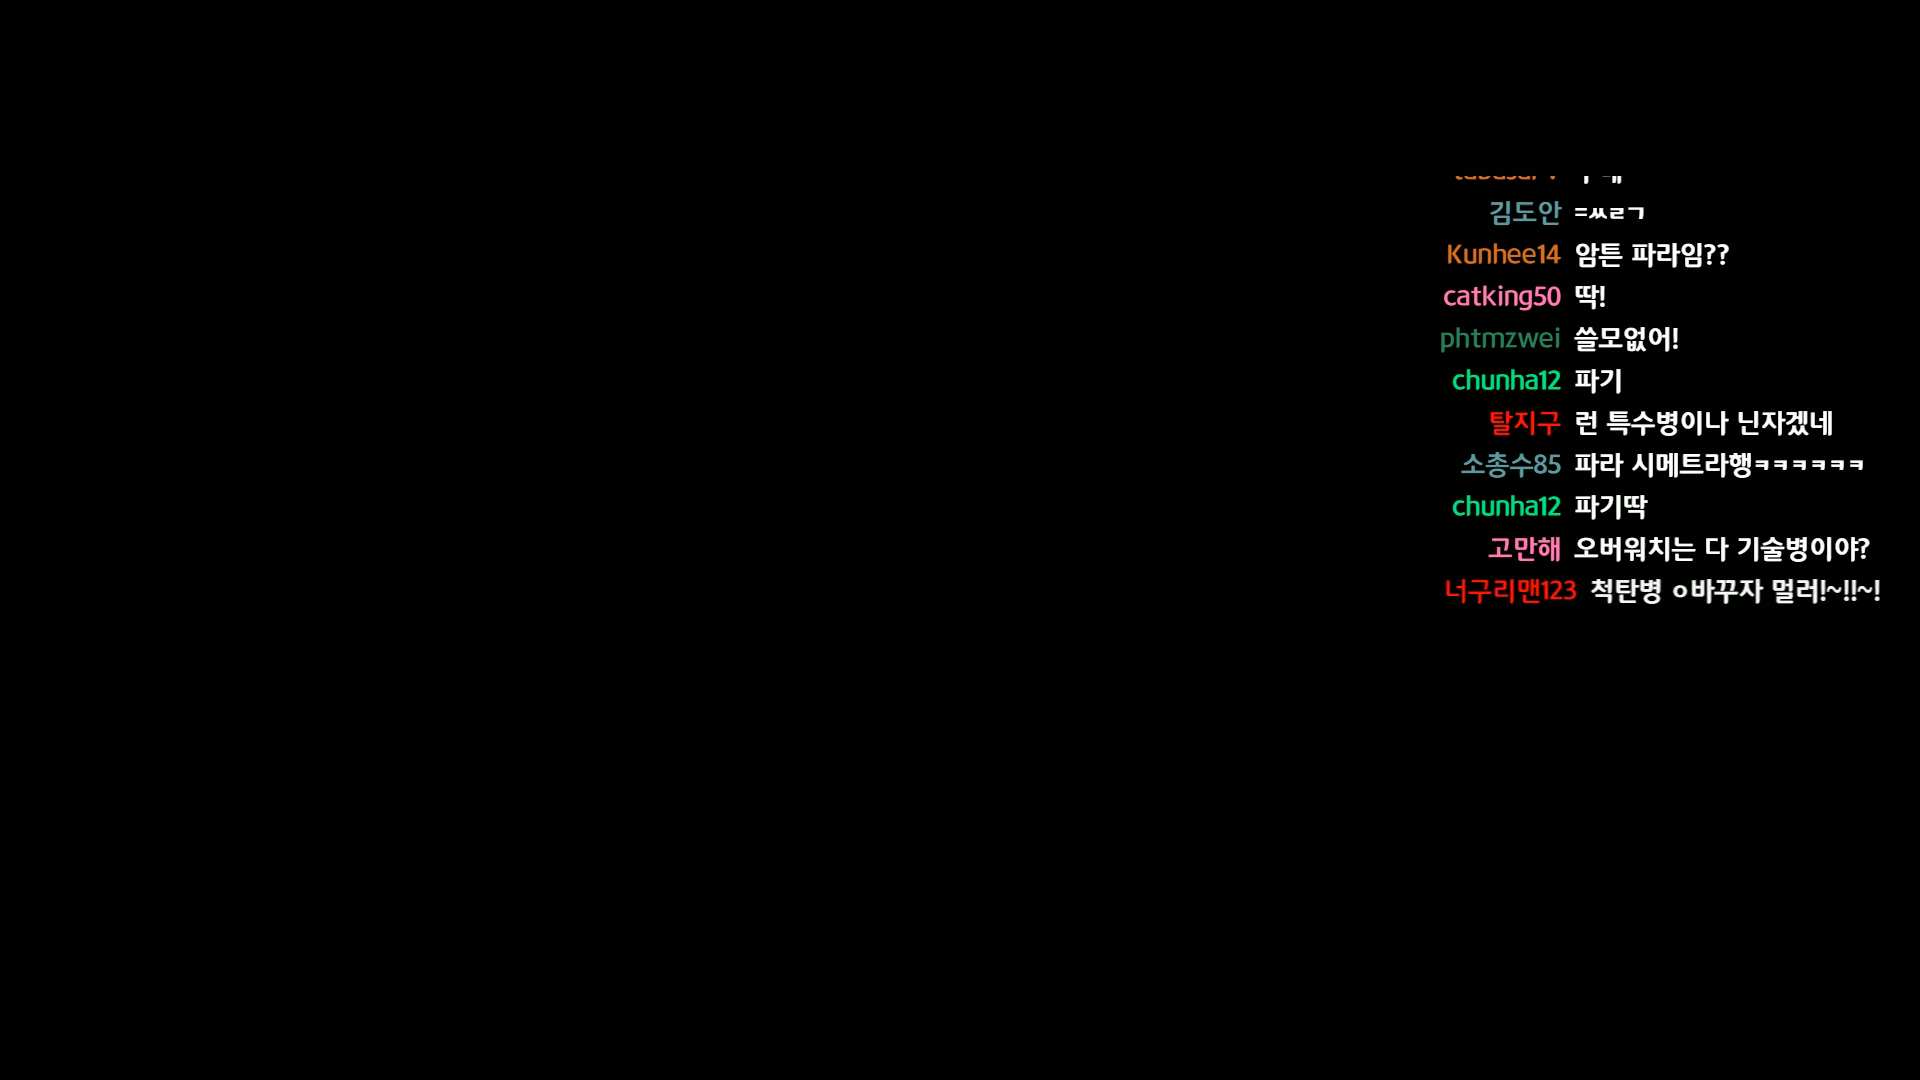 김도안 =ㅆㄹㄱ
Kunhee14 암튼 파라임??
catking50 딱!
phtmzwei 쓸모없어!
chunha12 파기
탈지구 런 특수병이나 닌자겠네
소총수85 파라 시메트라행ㅋㅋㅋㅋㅋㅋ
chunha12 파기딱
고만해 오버워치는 다 기술병이야?
너구리맨123 척탄병 ㅇ바꾸자 멀러!~!!~!